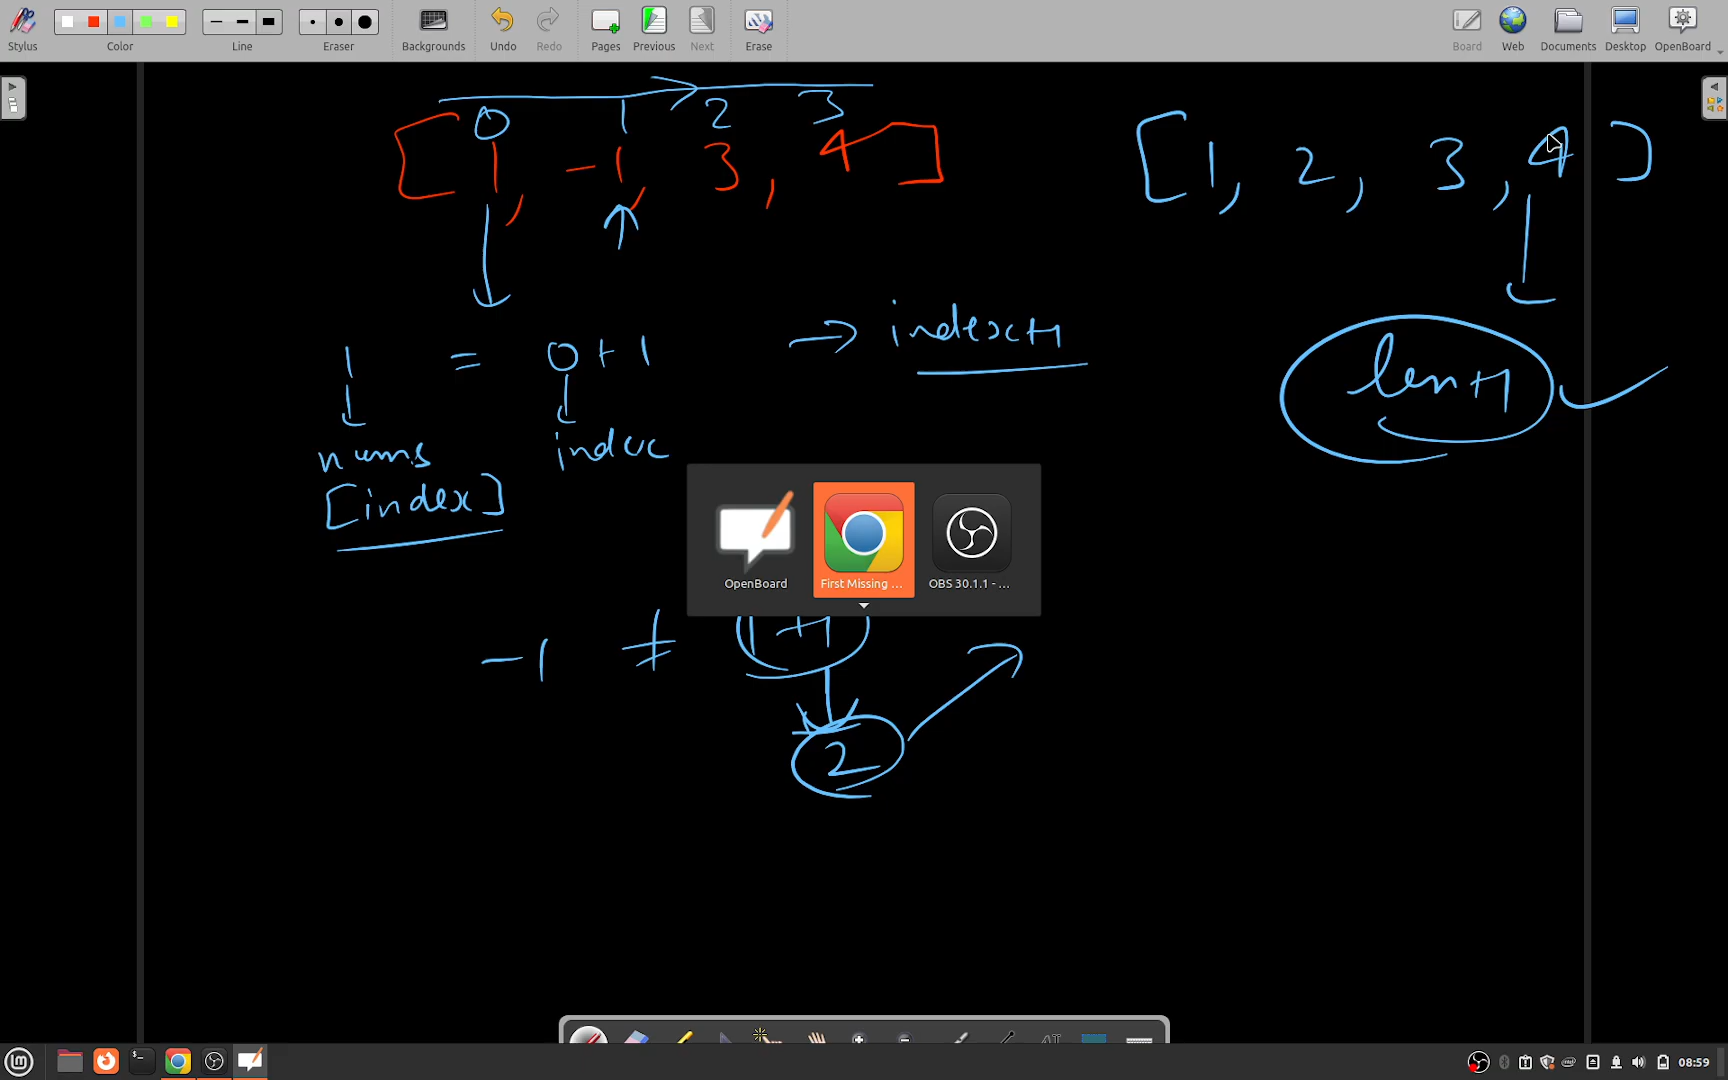 Stylus
Color
Line
Eraser
Backgrounds
Undo
Redo
Pages
Previous
Next
Erase
Board
Web
Documents
Desktop
OpenBoard
0 1 2 3
[1, -1, 3, 4]
[1, 2, 3, 4]
1 = 0+1 → index+1
len+1
nums
[index]
index
OpenBoard
First Missing ...
OBS 30.1.1 - ...
-1 ≠ 1+1
2
08:59